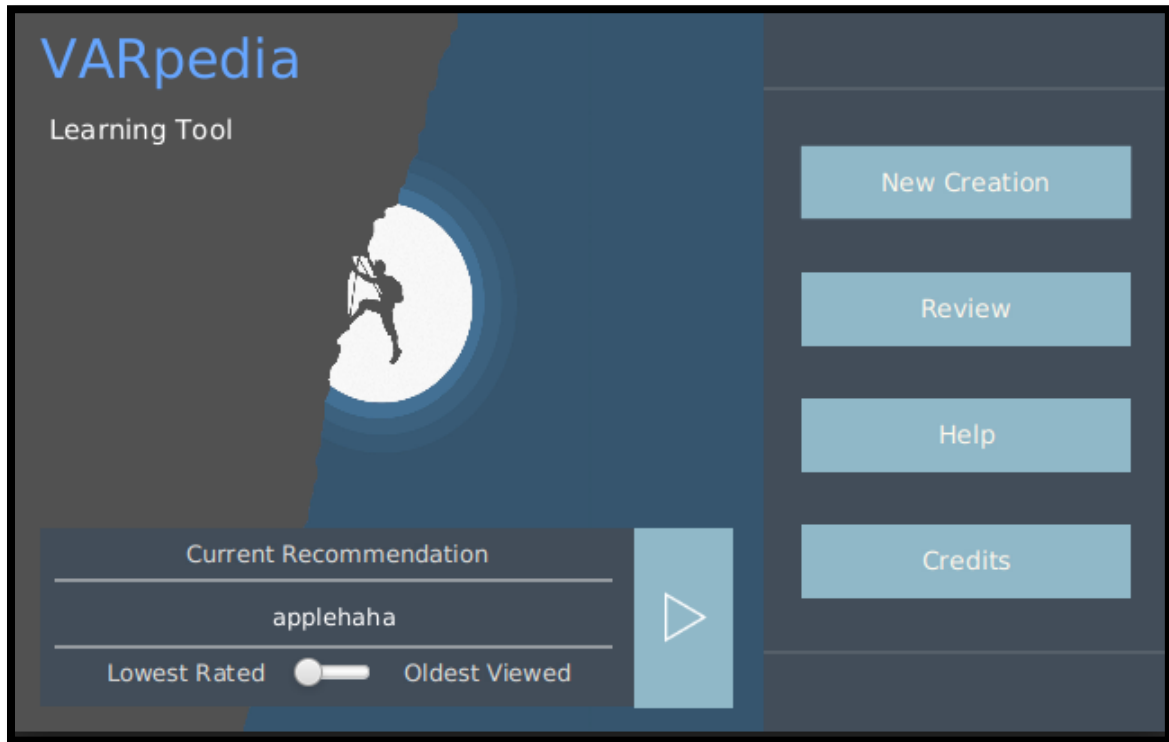 VARpedia
Learning Tool
New Creation
Review
Help
Credits
Current Recommendation
applehaha
Lowest Rated Oldest Viewed